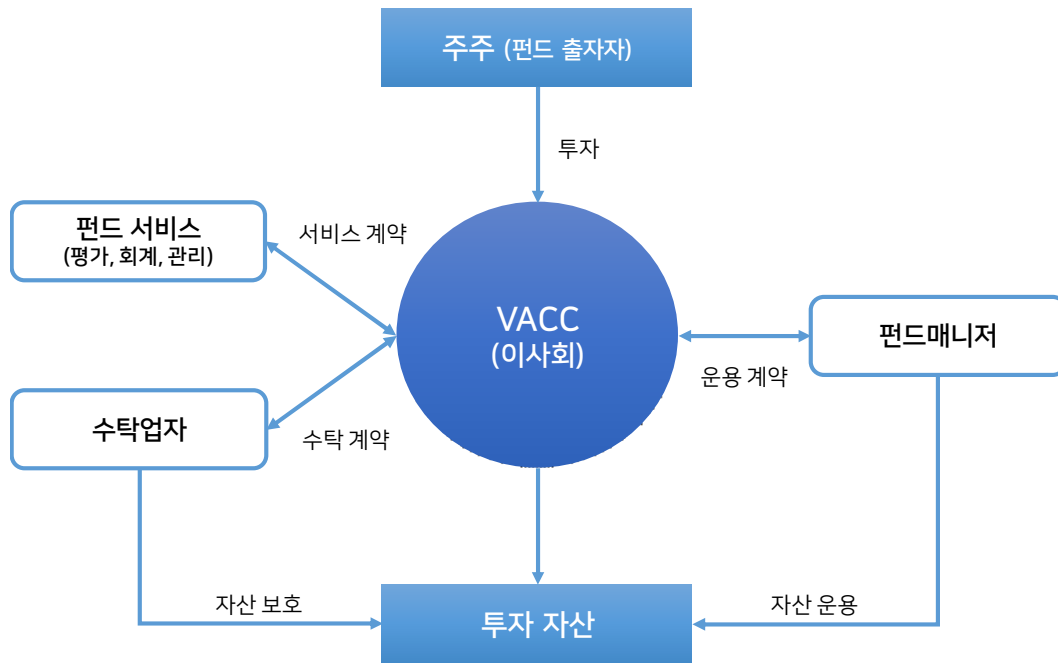 주주 (펀드 출자자)
투자
펀드 서비스
(평가, 회계, 관리)
서비스 계약
VACC
(이사회)
펀드매니저
운용 계약
수탁업자
수탁 계약
자산 보호
투자 자산
자산 운용